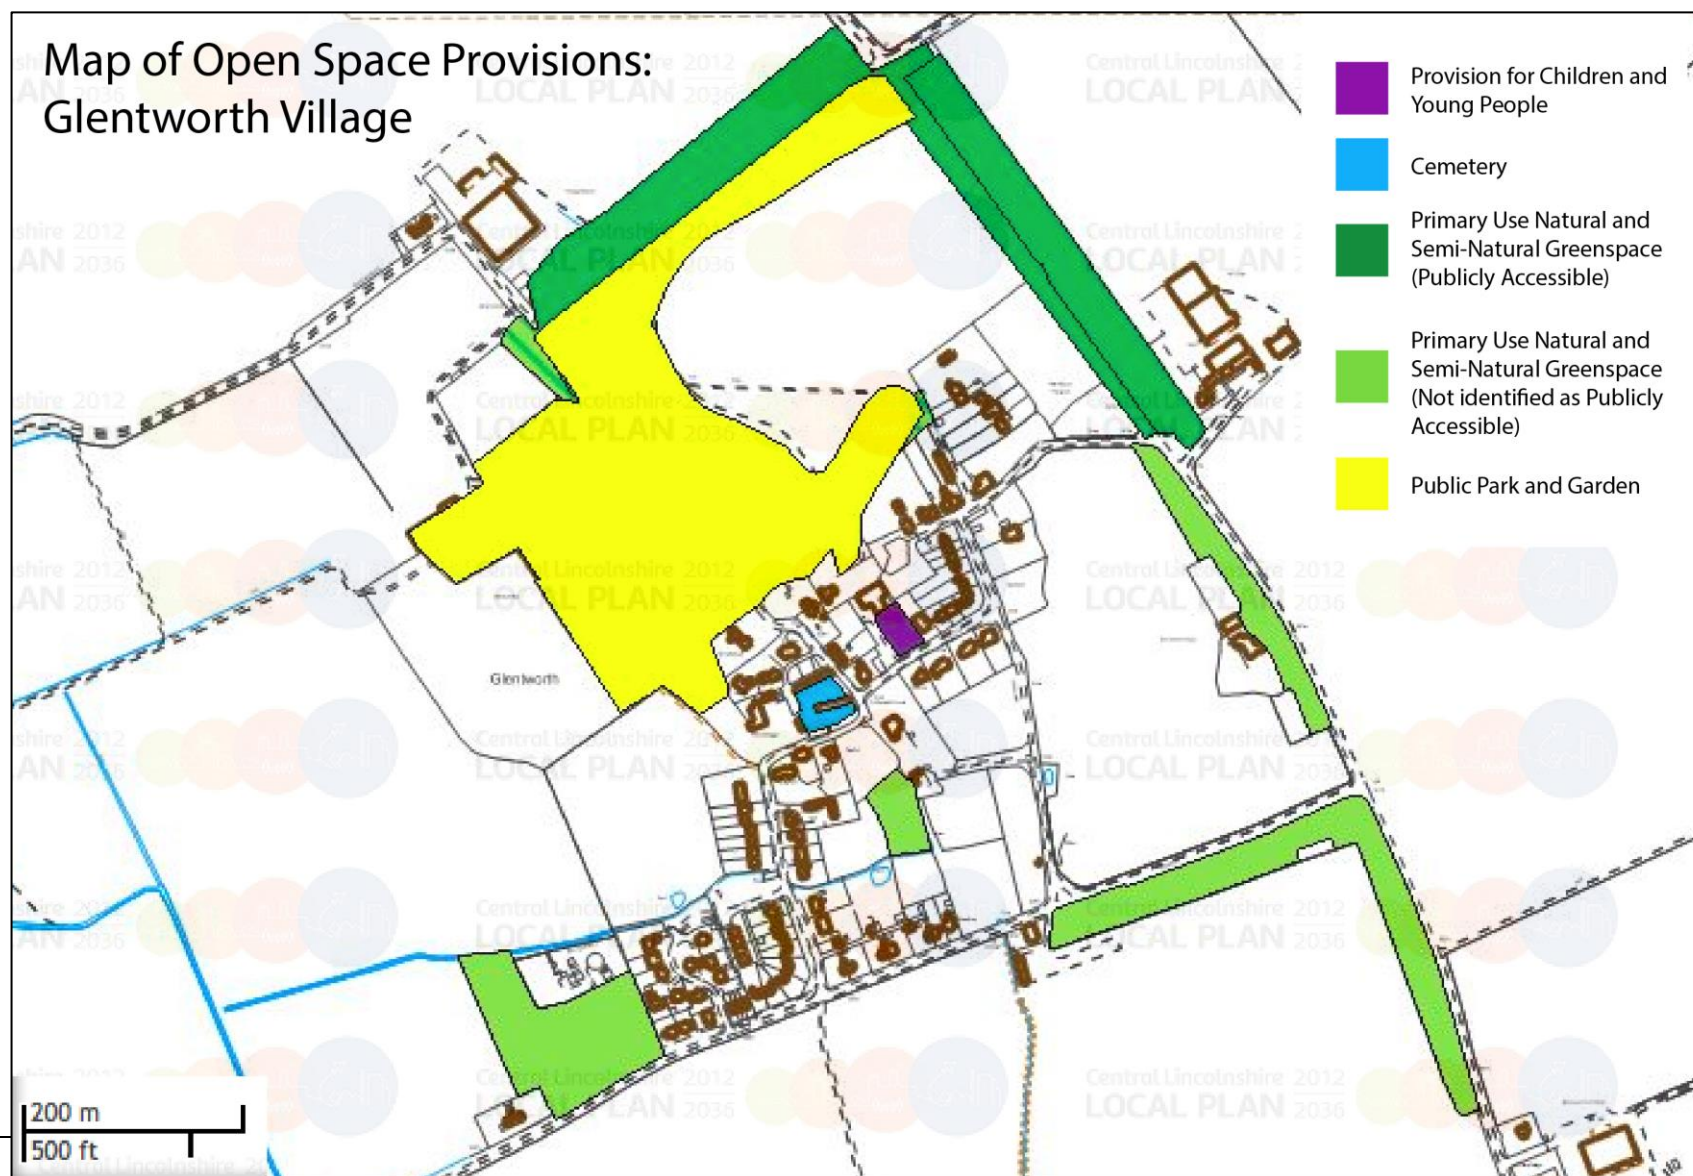 Map of Open Space Provisions:
Glentworth Village
Provision for Children and
Young People
Cemetery
Primary Use Natural and
Semi-Natural Greenspace
(Publicly Accessible)
Primary Use Natural and
Semi-Natural Greenspace
(Not identified as Publicly
Accessible)
Public Park and Garden
Glentworth
200 m
500 ft
Central Lincolnshire 2012
LOCAL PLAN 2036